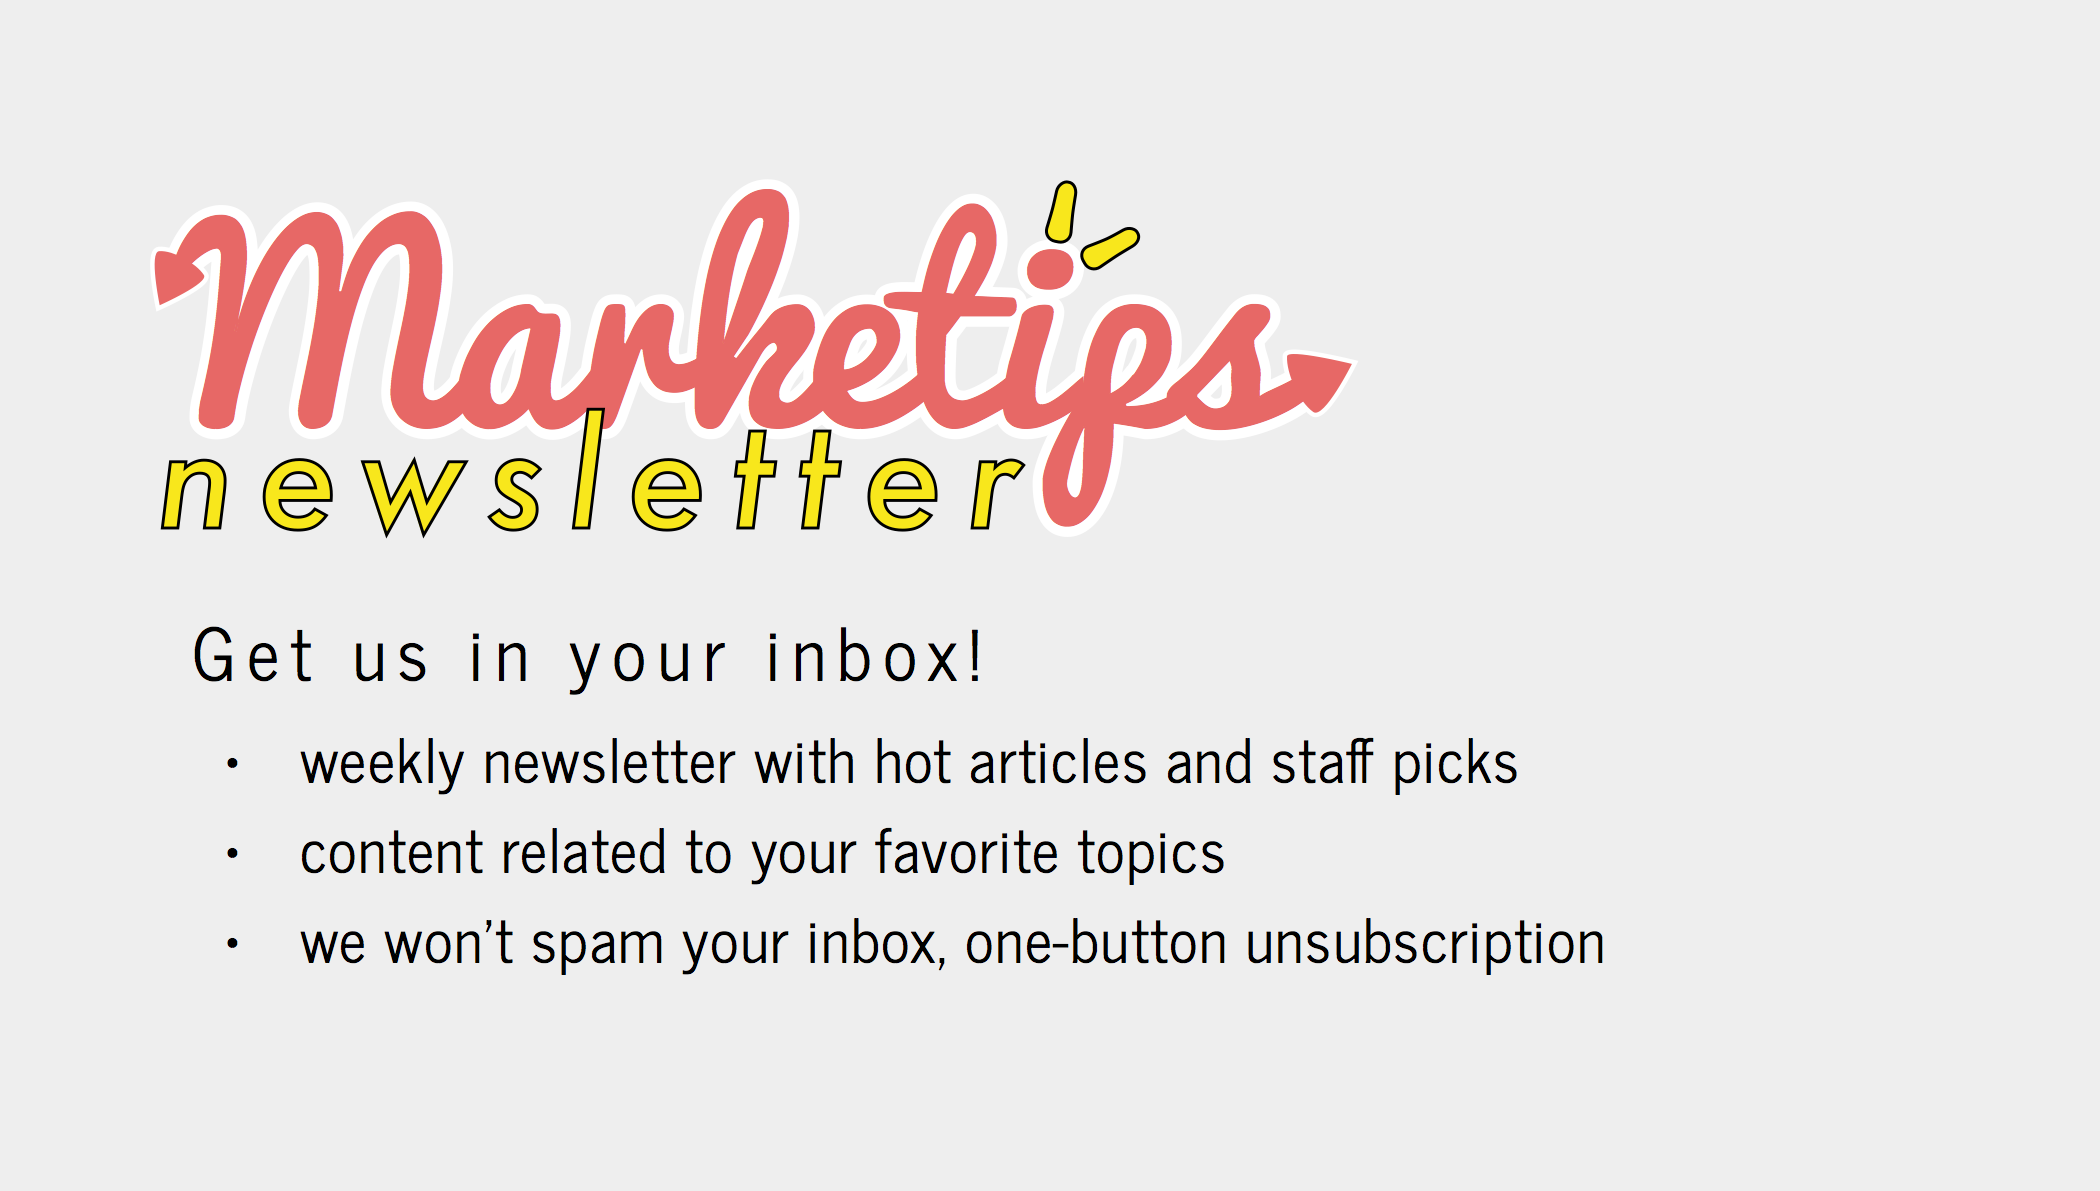 Marketips
newsletter
Get us in your inbox!
• weekly newsletter with hot articles and staff picks
• content related to your favorite topics
• we won’t spam your inbox, one-button unsubscription